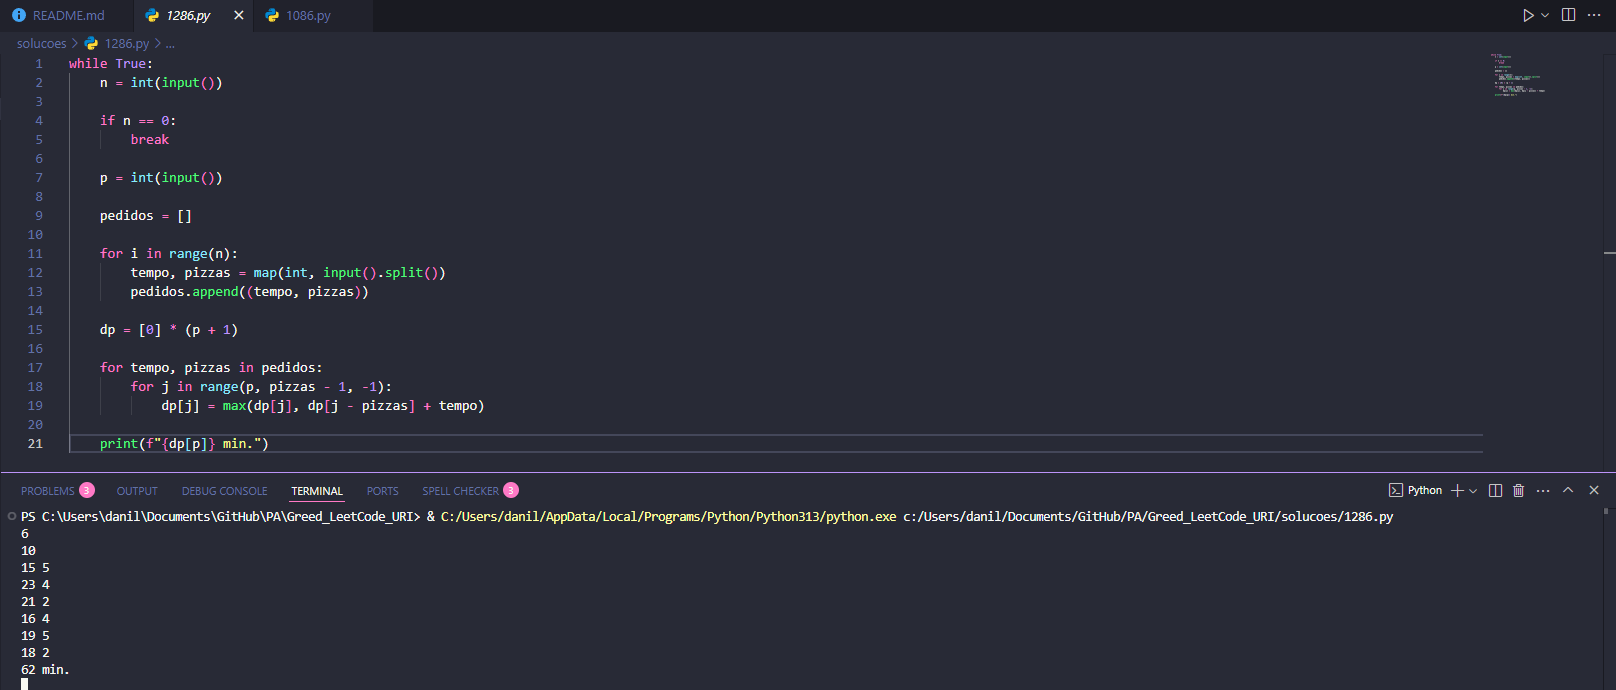 README.md 1286.py 1086.py
solucoes > 1286.py > ...
1 while True:
2 n = int(input())
3
4 if n == 0:
5 break
6
7 p = int(input())
8
9 pedidos = []
10
11 for i in range(n):
12 tempo, pizzas = map(int, input().split())
13 pedidos.append((tempo, pizzas))
14
15 dp = [0] * (p + 1)
16
17 for tempo, pizzas in pedidos:
18 for j in range(p, pizzas - 1, -1):
19 dp[j] = max(dp[j], dp[j - pizzas] + tempo)
20
21 print(f"{dp[p]} min.")
PROBLEMS 3 OUTPUT DEBUG CONSOLE TERMINAL PORTS SPELL CHECKER 3 Python
PS C:\Users\danil\Documents\GitHub\PA\Greed_LeetCode_URI> & C:/Users/danil/AppData/Local/Programs/Python/Python313/python.exe c:/Users/danil/Documents/GitHub/PA/Greed_LeetCode_URI/solucoes/1286.py
6
10
15 5
23 4
21 2
16 4
19 5
18 2
62 min.